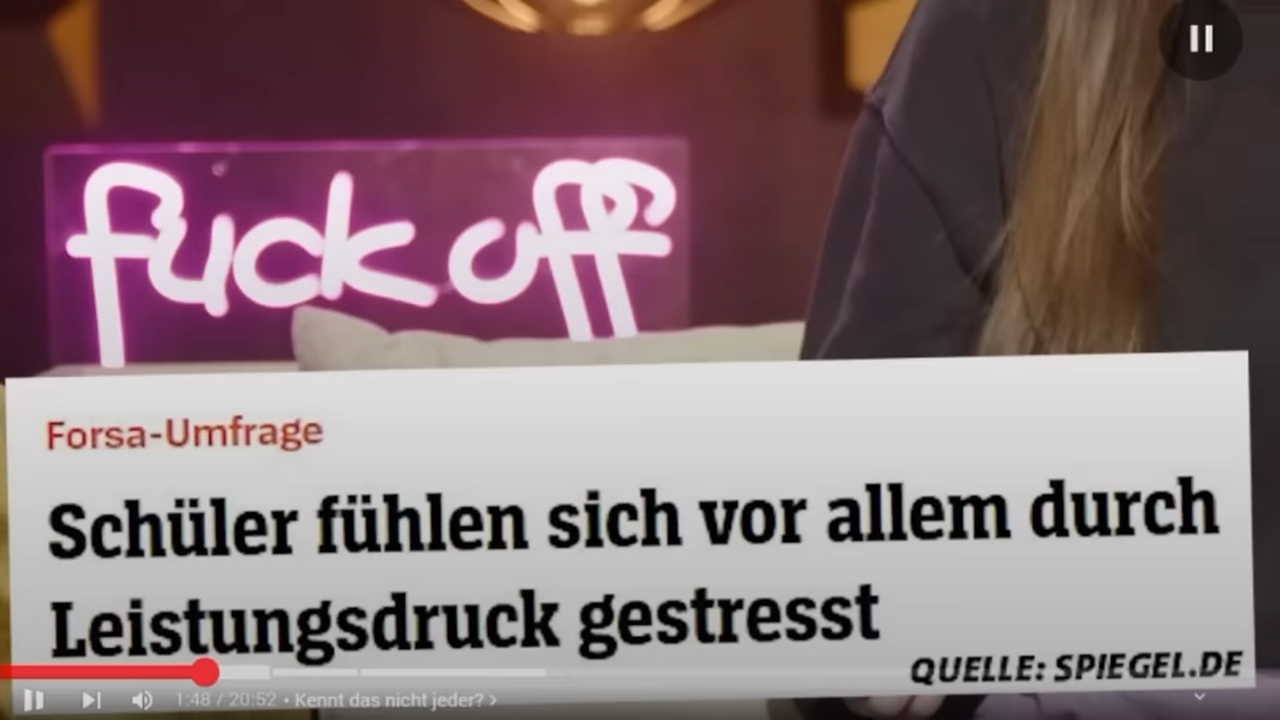 fuck off
Forsa-Umfrage
Schüler fühlen sich vor allem durch
Leistungsdruck gestresst
QUELLE: SPIEGEL.DE
1:48 / 20:52 • Kennt das nicht jeder? >